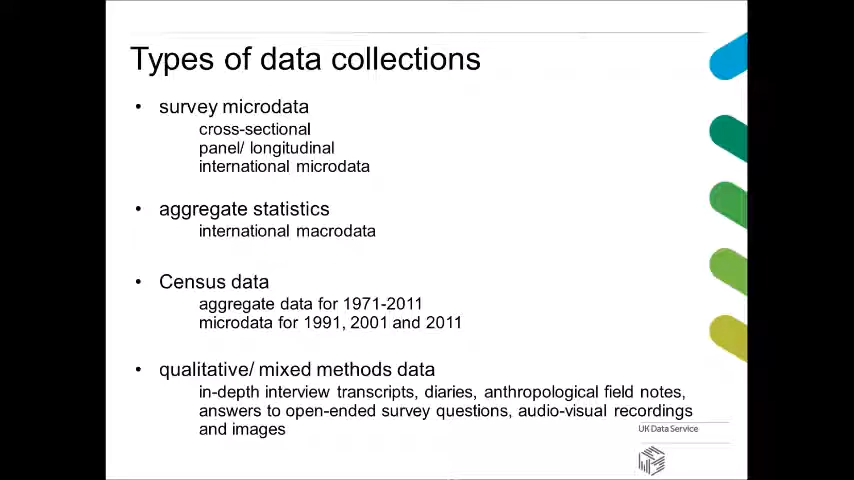 Types of data collections
• survey microdata
cross-sectional
panel/ longitudinal
international microdata
• aggregate statistics
international macrodata
• Census data
aggregate data for 1971-2011
microdata for 1991, 2001 and 2011
• qualitative/ mixed methods data
in-depth interview transcripts, diaries, anthropological field notes,
answers to open-ended survey questions, audio-visual recordings
and images
UK Data Service